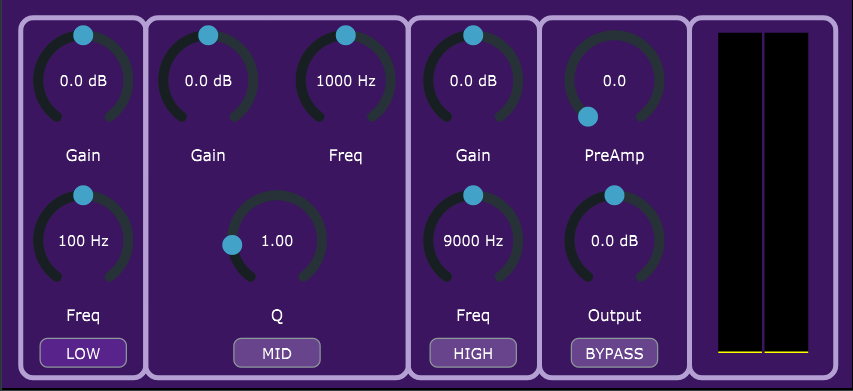 0.0 dB
Gain
100 Hz
Freq
LOW
0.0 dB
Gain
1000 Hz
Freq
1.00
Q
MID
0.0 dB
Gain
9000 Hz
Freq
HIGH
0.0
PreAmp
0.0 dB
Output
BYPASS